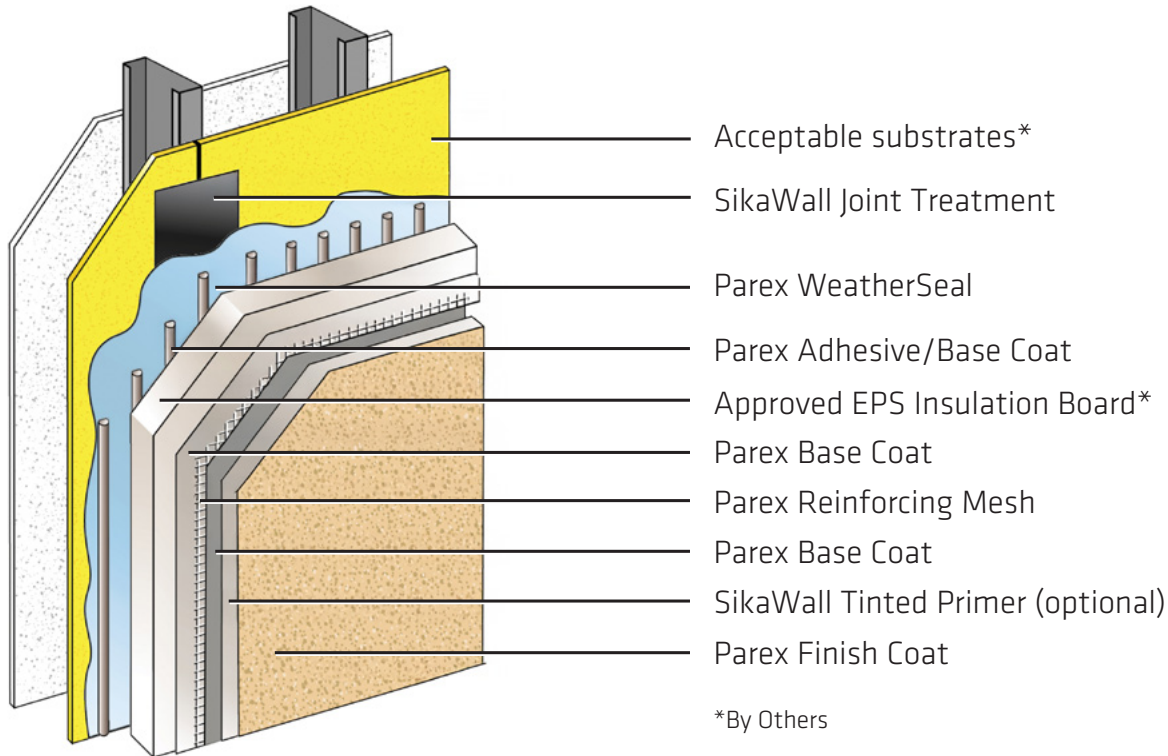 Acceptable substrates*
SikaWall Joint Treatment
Parex WeatherSeal
Parex Adhesive/Base Coat
Approved EPS Insulation Board*
Parex Base Coat
Parex Reinforcing Mesh
Parex Base Coat
SikaWall Tinted Primer (optional)
Parex Finish Coat
*By Others